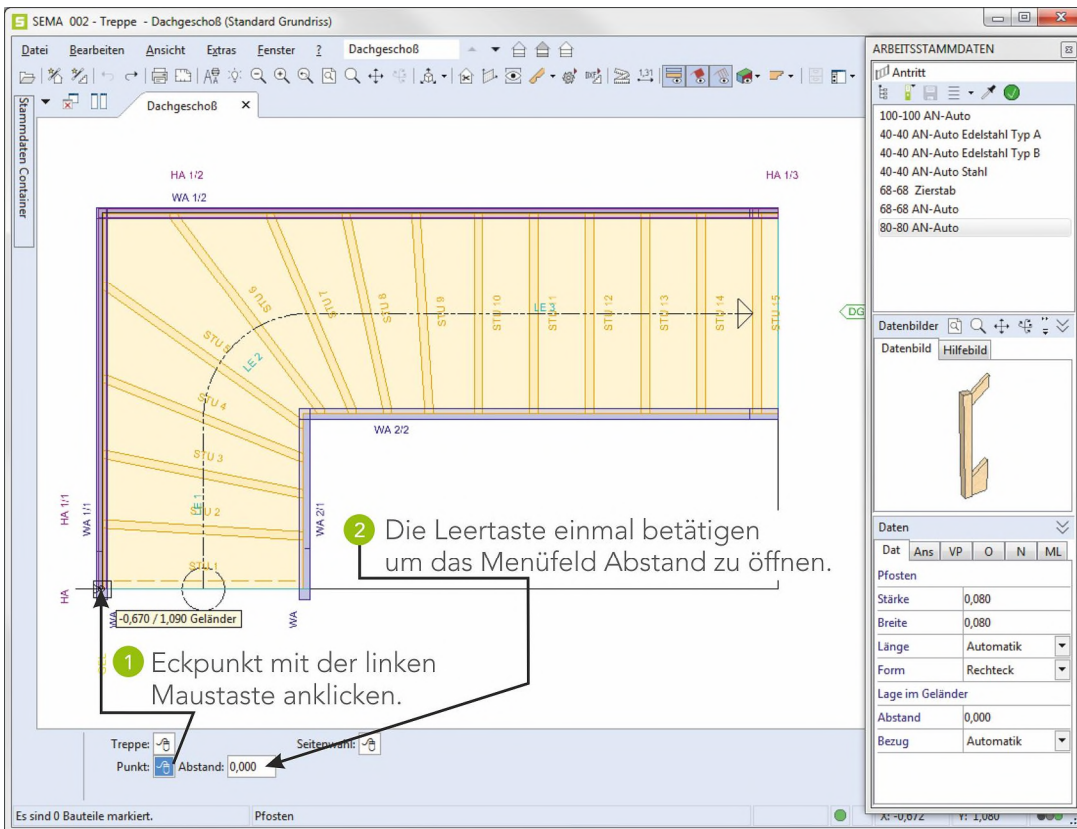 SEMA 002 - Treppe - Dachgeschoß (Standard Grundriss)
Datei Bearbeiten Ansicht Extras Fenster ? Dachgeschoß
Stammdaten Container
Dachgeschoß
HA 1/2
HA 1/3
WA 1/2
STU 6
STU 7
STU 8
STU 9
STU 10
STU 11
LE 3
STU 12
STU 13
STU 14
STU 15
DG
STU 5
LE 2
STU 4
WA 2/2
STU 3
HA 1/1
WA 1/1
LE 1
STU 2
WA 2/1
STU 1
HA
WA
WA
-0,670 / 1,090 Geländer
2 Die Leertaste einmal betätigen
um das Menüfeld Abstand zu öffnen.
1 Eckpunkt mit der linken
Maustaste anklicken.
Treppe: Seitenwahl:
Punkt: Abstand: 0,000
Es sind 0 Bauteile markiert. Pfosten
X: -0,672 Y: 1,080
ARBEITSSTAMMDATEN
Antritt
100-100 AN-Auto
40-40 AN-Auto Edelstahl Typ A
40-40 AN-Auto Edelstahl Typ B
40-40 AN-Auto Stahl
68-68 Zierstab
68-68 AN-Auto
80-80 AN-Auto
Datenbilder
Datenbild Hilfebild
Daten
Dat Ans VP O N ML
Pfosten
Stärke 0,080
Breite 0,080
Länge Automatik
Form Rechteck
Lage im Geländer
Abstand 0,000
Bezug Automatik